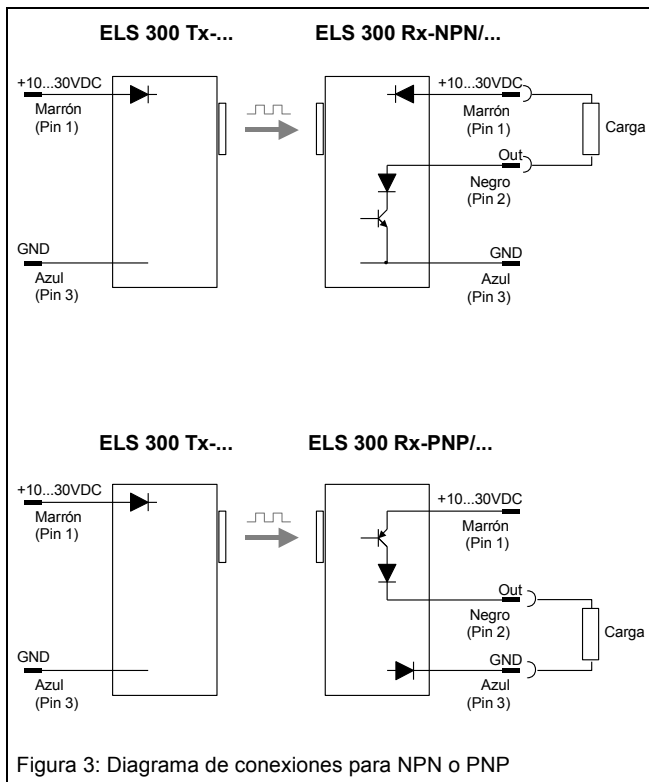 ELS 300 Tx-...
ELS 300 Rx-NPN/...
+10...30VDC
Marrón
(Pin 1)
GND
Azul
(Pin 3)
+10...30VDC
Marrón
(Pin 1)
Out
Negro
(Pin 2)
GND
Azul
(Pin 3)
Carga
ELS 300 Tx-...
ELS 300 Rx-PNP/...
+10...30VDC
Marrón
(Pin 1)
GND
Azul
(Pin 3)
+10...30VDC
Marrón
(Pin 1)
Out
Negro
(Pin 2)
GND
Azul
(Pin 3)
Carga
Figura 3: Diagrama de conexiones para NPN o PNP